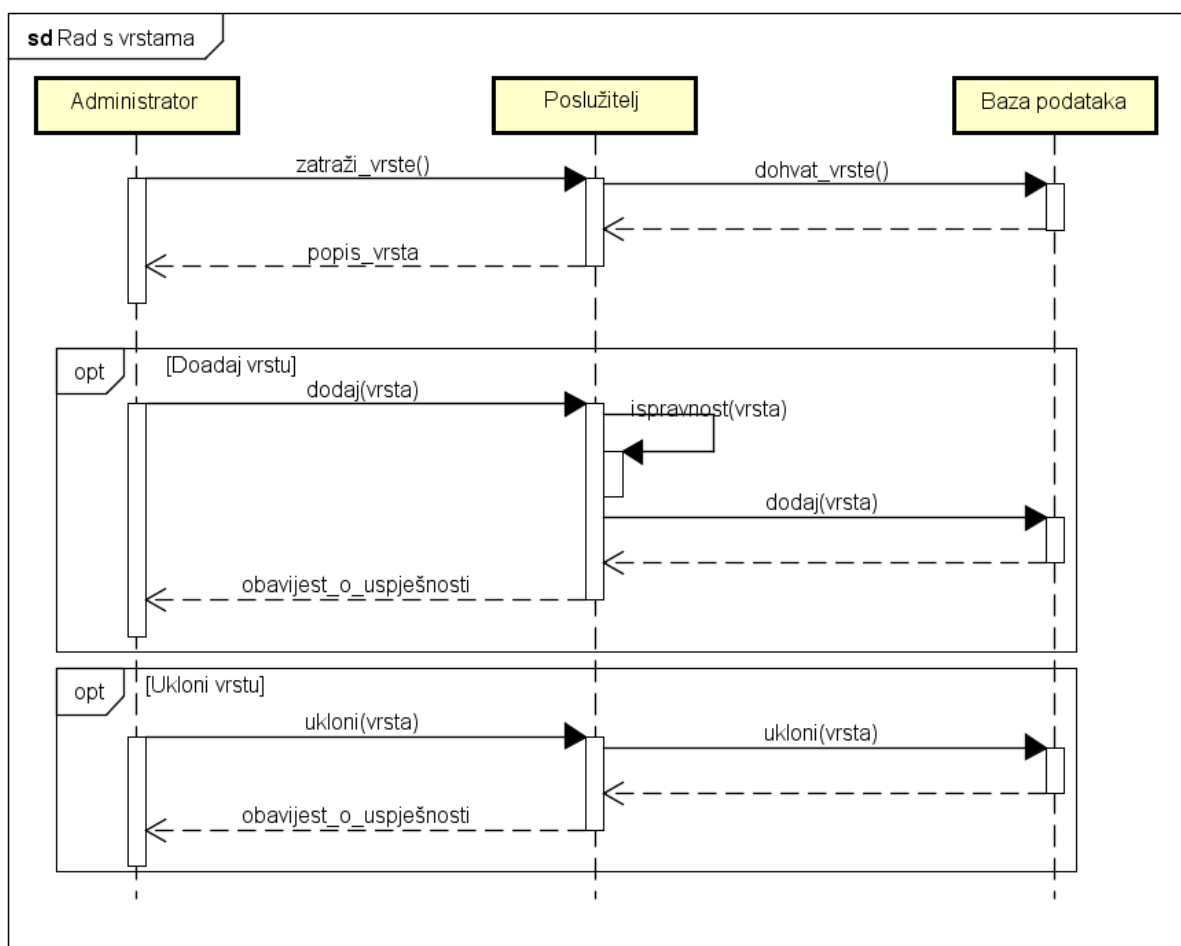 sd Rad s vrstama
Administrator
Poslužitelj
Baza podataka
zatraži_vrste()
dohvat_vrste()
popis_vrsta
opt
[Doadaj vrstu]
dodaj(vrsta)
ispravnost(vrsta)
dodaj(vrsta)
obavijest_o_uspješnosti
opt
[Ukloni vrstu]
ukloni(vrsta)
ukloni(vrsta)
obavijest_o_uspješnosti